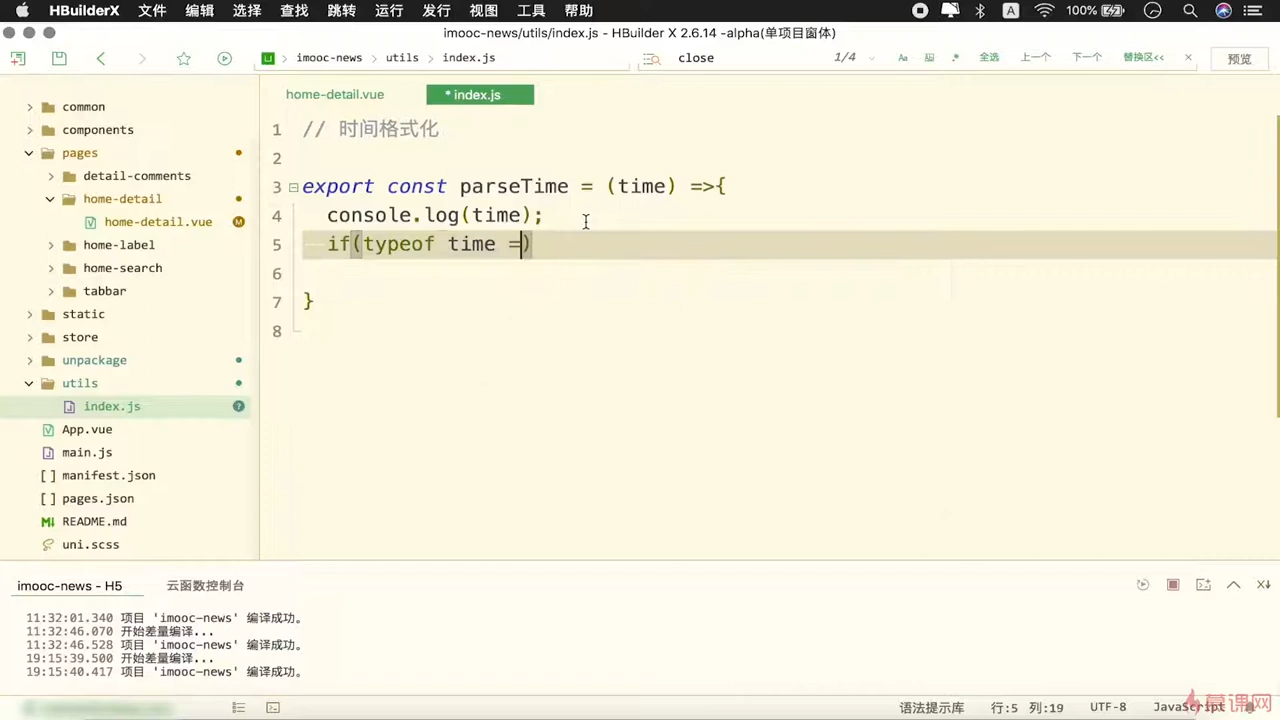 HBuilderX 文件 编辑 选择 查找 跳转 运行 发行 视图 工具 帮助 A 100%
imooc-news/utils/index.js - HBuilder X 2.6.14 -alpha(单项目窗体)
imooc-news utils index.js close 1/4 Aa .* 全选 上一个 下一个 替换区<< 预览
home-detail.vue * index.js
common
components
pages
detail-comments
home-detail
home-detail.vue M
home-label
home-search
tabbar
static
store
unpackage
utils
index.js ?
App.vue
main.js
[ ] manifest.json
[ ] pages.json
M↓ README.md
uni.scss
1 // 时间格式化
2
3 export const parseTime = (time) =>{
4 console.log(time);
5 if(typeof time =)
6
7 }
8
imooc-news - H5 云函数控制台
11:32:01.340 项目 'imooc-news' 编译成功。
11:32:46.070 开始差量编译...
11:32:46.528 项目 'imooc-news' 编译成功。
19:15:39.500 开始差量编译...
19:15:40.417 项目 'imooc-news' 编译成功。
语法提示库 行:5 列:19 UTF-8 JavaScript
慕课网